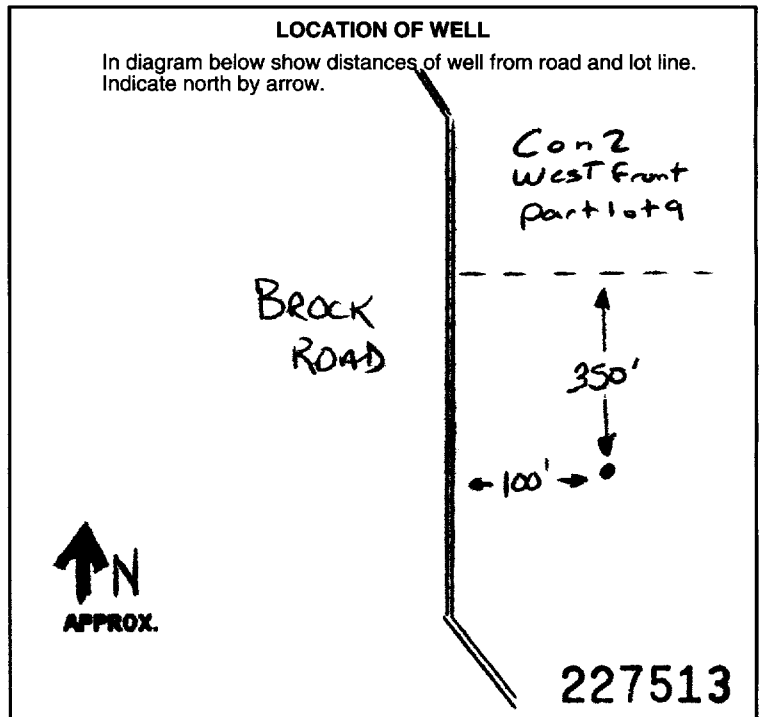 LOCATION OF WELL
In diagram below show distances of well from road and lot line.
Indicate north by arrow.
Con 2
West Front
part lot 9
BROCK
ROAD
350'
100'
N
APPROX.
227513